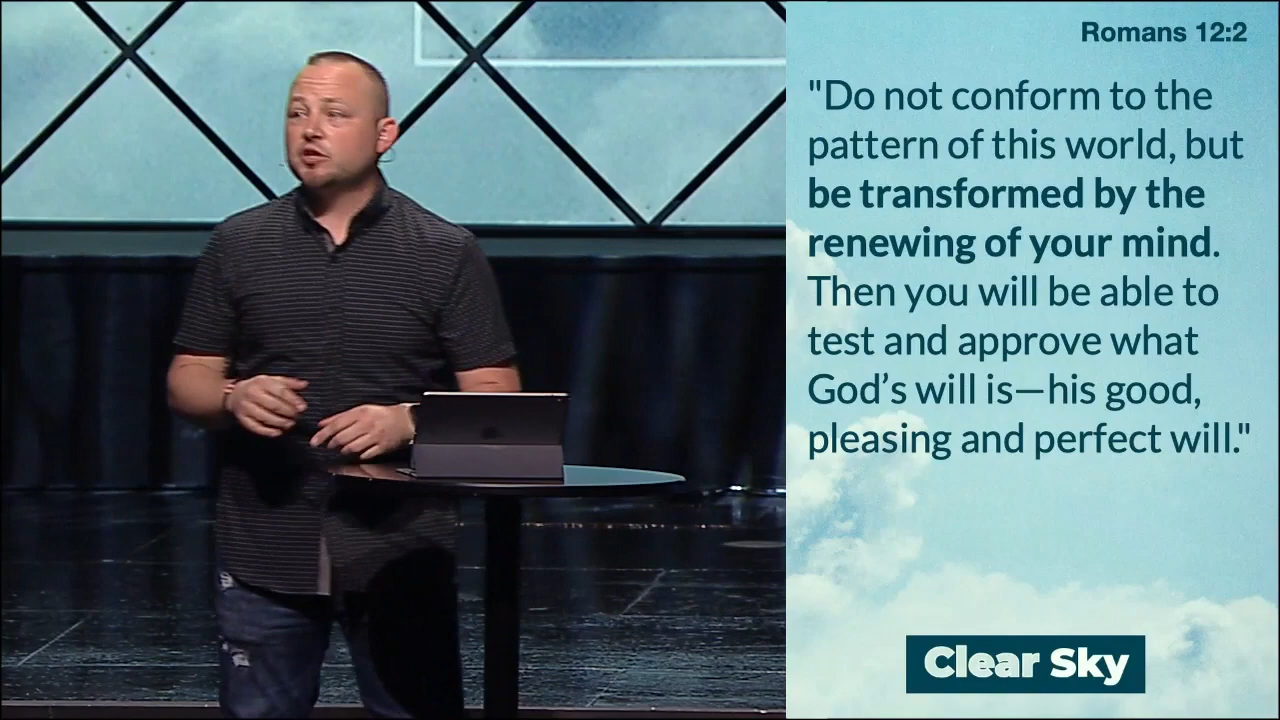 Romans 12:2
"Do not conform to the
pattern of this world, but
be transformed by the
renewing of your mind.
Then you will be able to
test and approve what
God’s will is—his good,
pleasing and perfect will."
Clear Sky